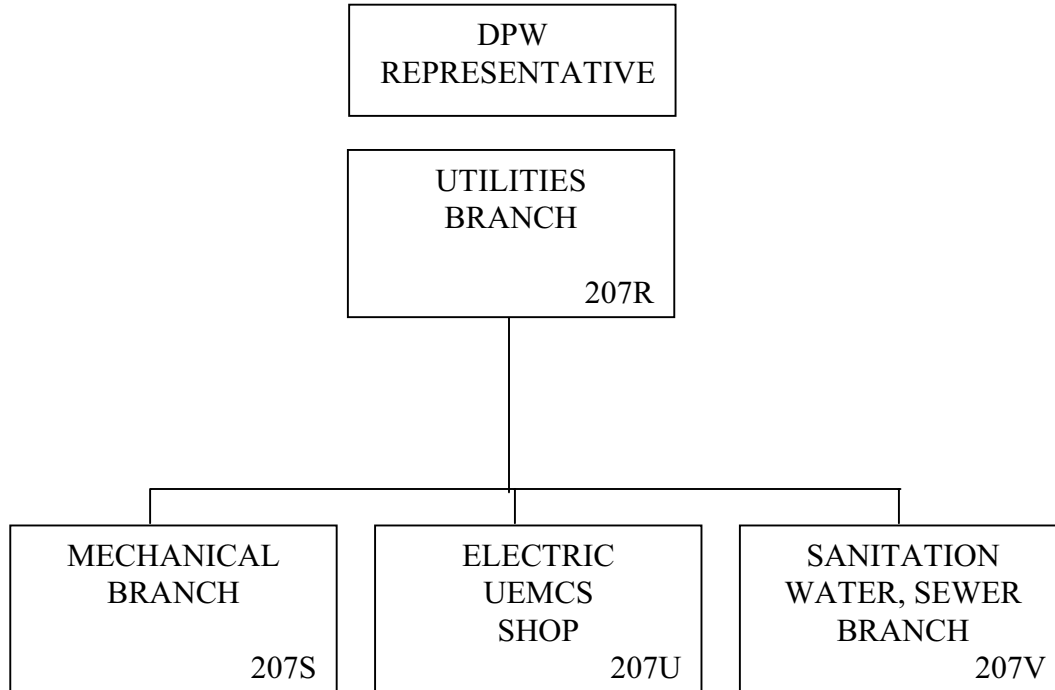 DPW
REPRESENTATIVE
UTILITIES
BRANCH
207R
MECHANICAL
BRANCH
207S
ELECTRIC
UEMCS
SHOP
207U
SANITATION
WATER, SEWER
BRANCH
207V